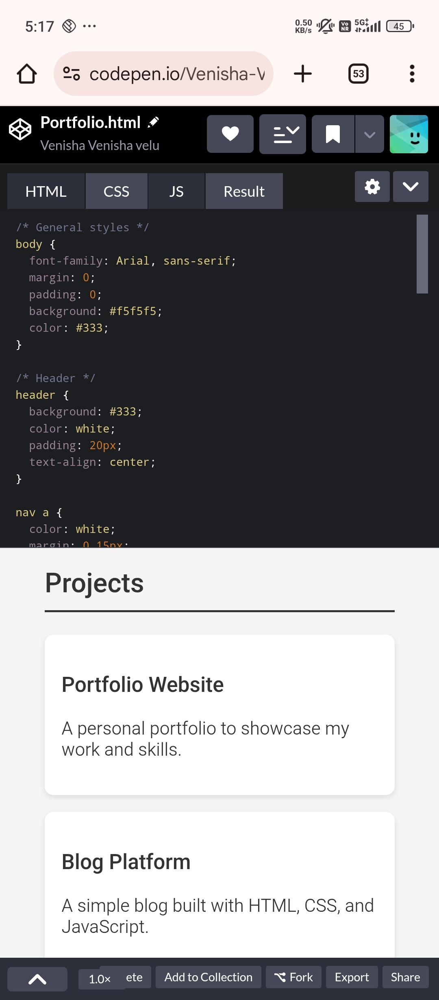 5:17
0.50
KB/s
Vo
NR
5G
45
codepen.io/Venisha-V
53
Portfolio.html
Venisha Venisha velu
HTML CSS JS Result
/* General styles */
body {
font-family: Arial, sans-serif;
margin: 0;
padding: 0;
background: #f5f5f5;
color: #333;
}
/* Header */
header {
background: #333;
color: white;
padding: 20px;
text-align: center;
}
nav a {
color: white;
margin: 0 15px;
Projects
Portfolio Website
A personal portfolio to showcase my
work and skills.
Blog Platform
A simple blog built with HTML, CSS, and
JavaScript.
1.0× ete Add to Collection Fork Export Share